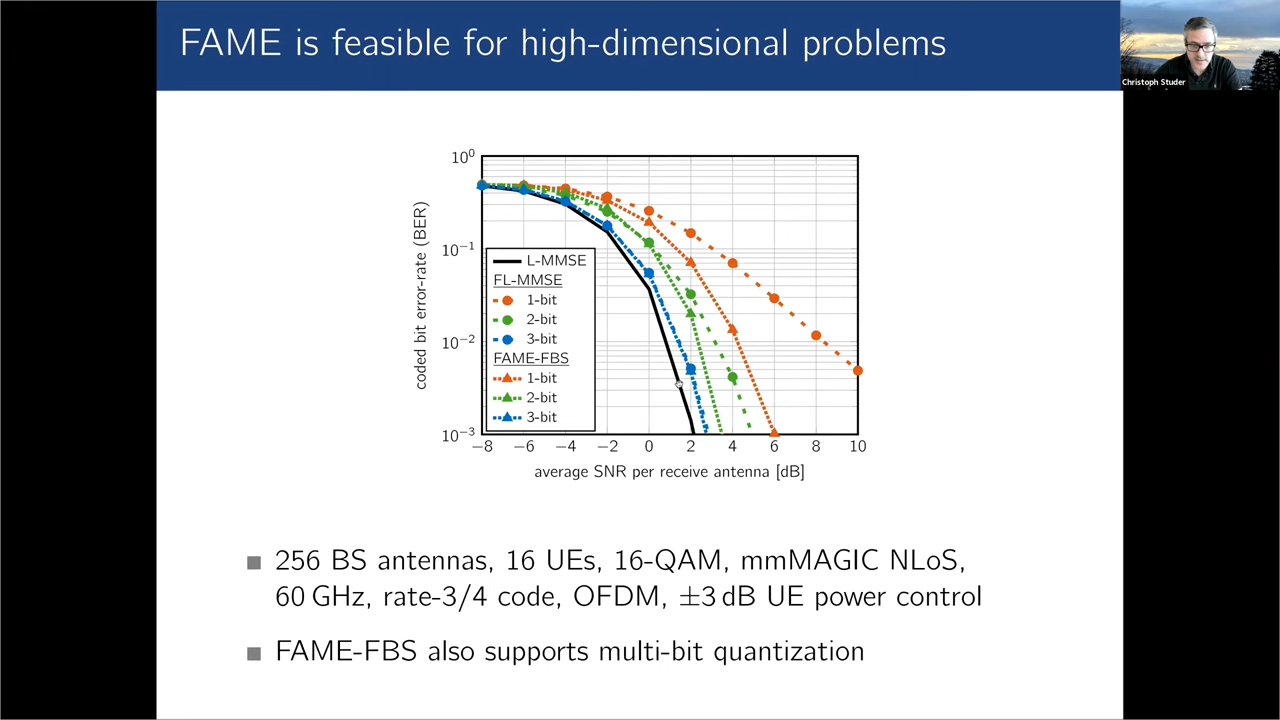 FAME is feasible for high-dimensional problems
Christoph Studer
coded bit error-rate (BER)
10⁰
10⁻¹
10⁻²
10⁻³
L-MMSE
FL-MMSE
1-bit
2-bit
3-bit
FAME-FBS
1-bit
2-bit
3-bit
−8 −6 −4 −2 0 2 4 6 8 10
average SNR per receive antenna [dB]
256 BS antennas, 16 UEs, 16-QAM, mmMAGIC NLoS,
60 GHz, rate-3/4 code, OFDM, ±3 dB UE power control
FAME-FBS also supports multi-bit quantization